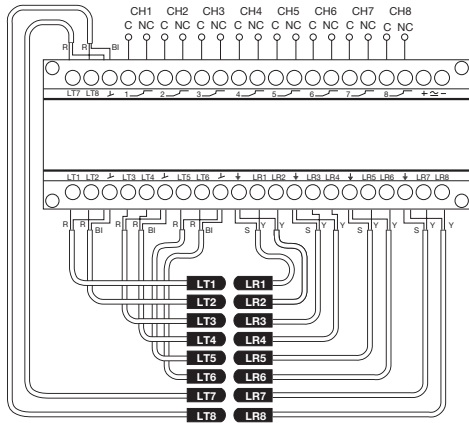 CH1 CH2 CH3 CH4 CH5 CH6 CH7 CH8
C NC C NC C NC C NC C NC C NC C NC C NC
R R Bl
LT7 LT8 1 2 3 4 5 6 7 8 + ≃ −
LT1 LT2 LT3 LT4 LT5 LT6 LR1 LR2 LR3 LR4 LR5 LR6 LR7 LR8
R R Bl R R Bl R R Bl S Y Y S Y Y S Y Y S Y Y
LT1 LR1
LT2 LR2
LT3 LR3
LT4 LR4
LT5 LR5
LT6 LR6
LT7 LR7
LT8 LR8